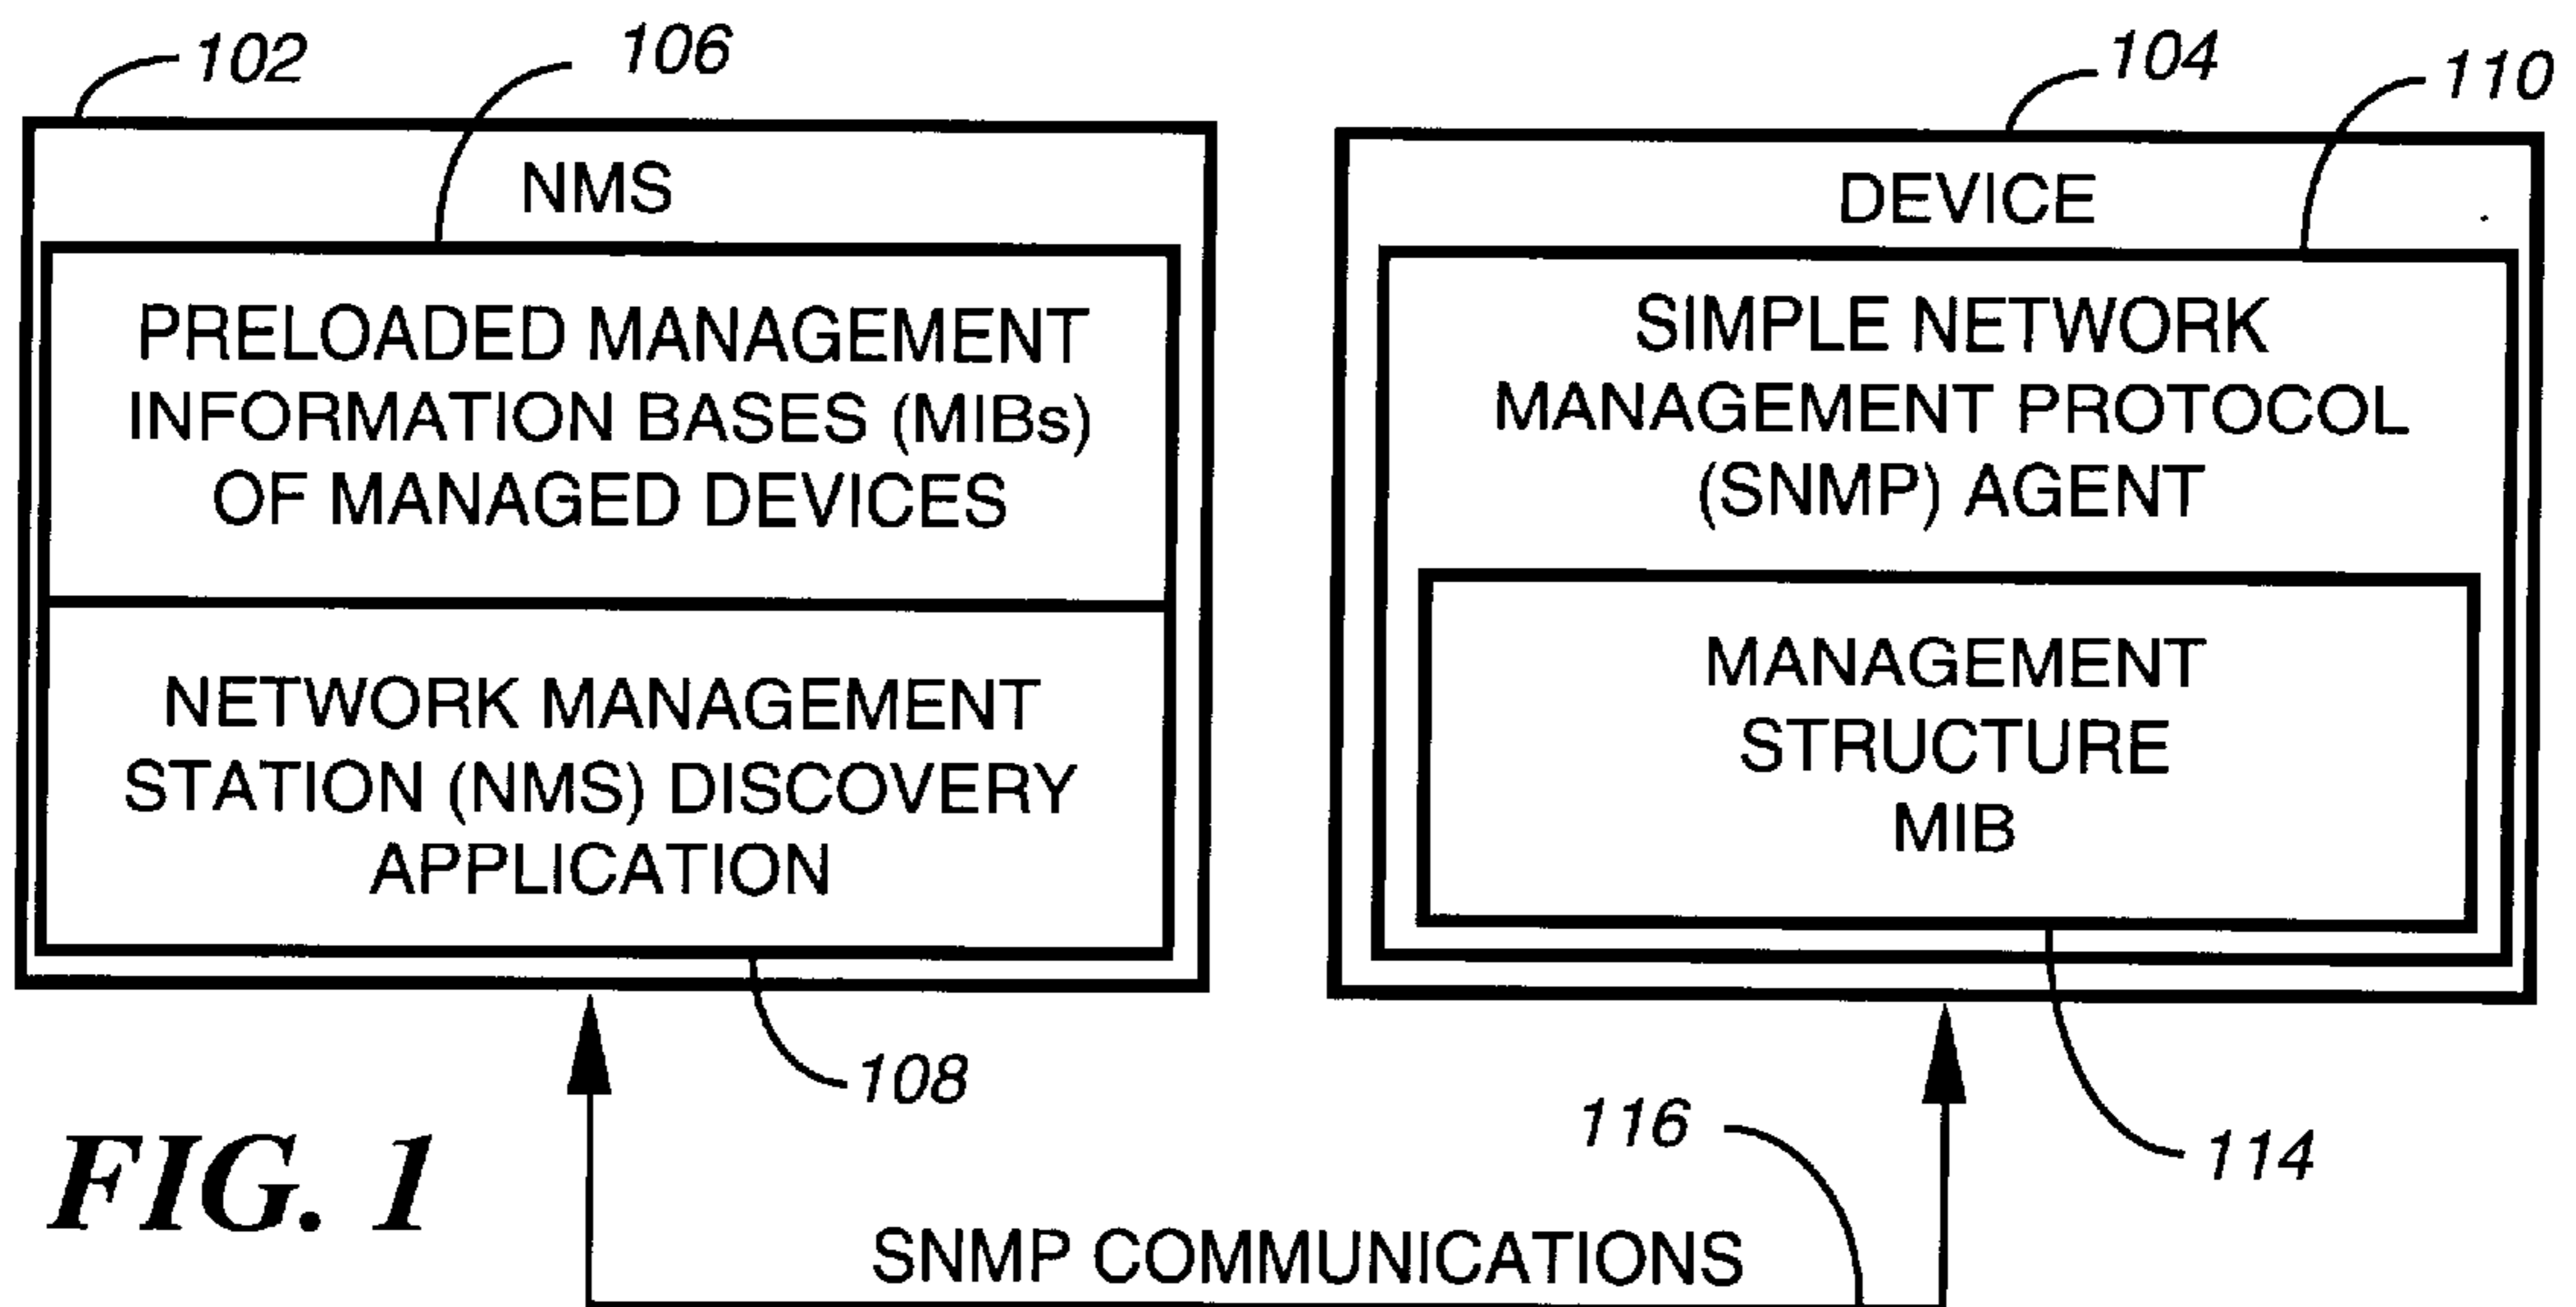 102
106
104
110
NMS
PRELOADED MANAGEMENT
INFORMATION BASES (MIBs)
OF MANAGED DEVICES
NETWORK MANAGEMENT
STATION (NMS) DISCOVERY
APPLICATION
108
DEVICE
SIMPLE NETWORK
MANAGEMENT PROTOCOL
(SNMP) AGENT
MANAGEMENT
STRUCTURE
MIB
114
116
SNMP COMMUNICATIONS
FIG. 1